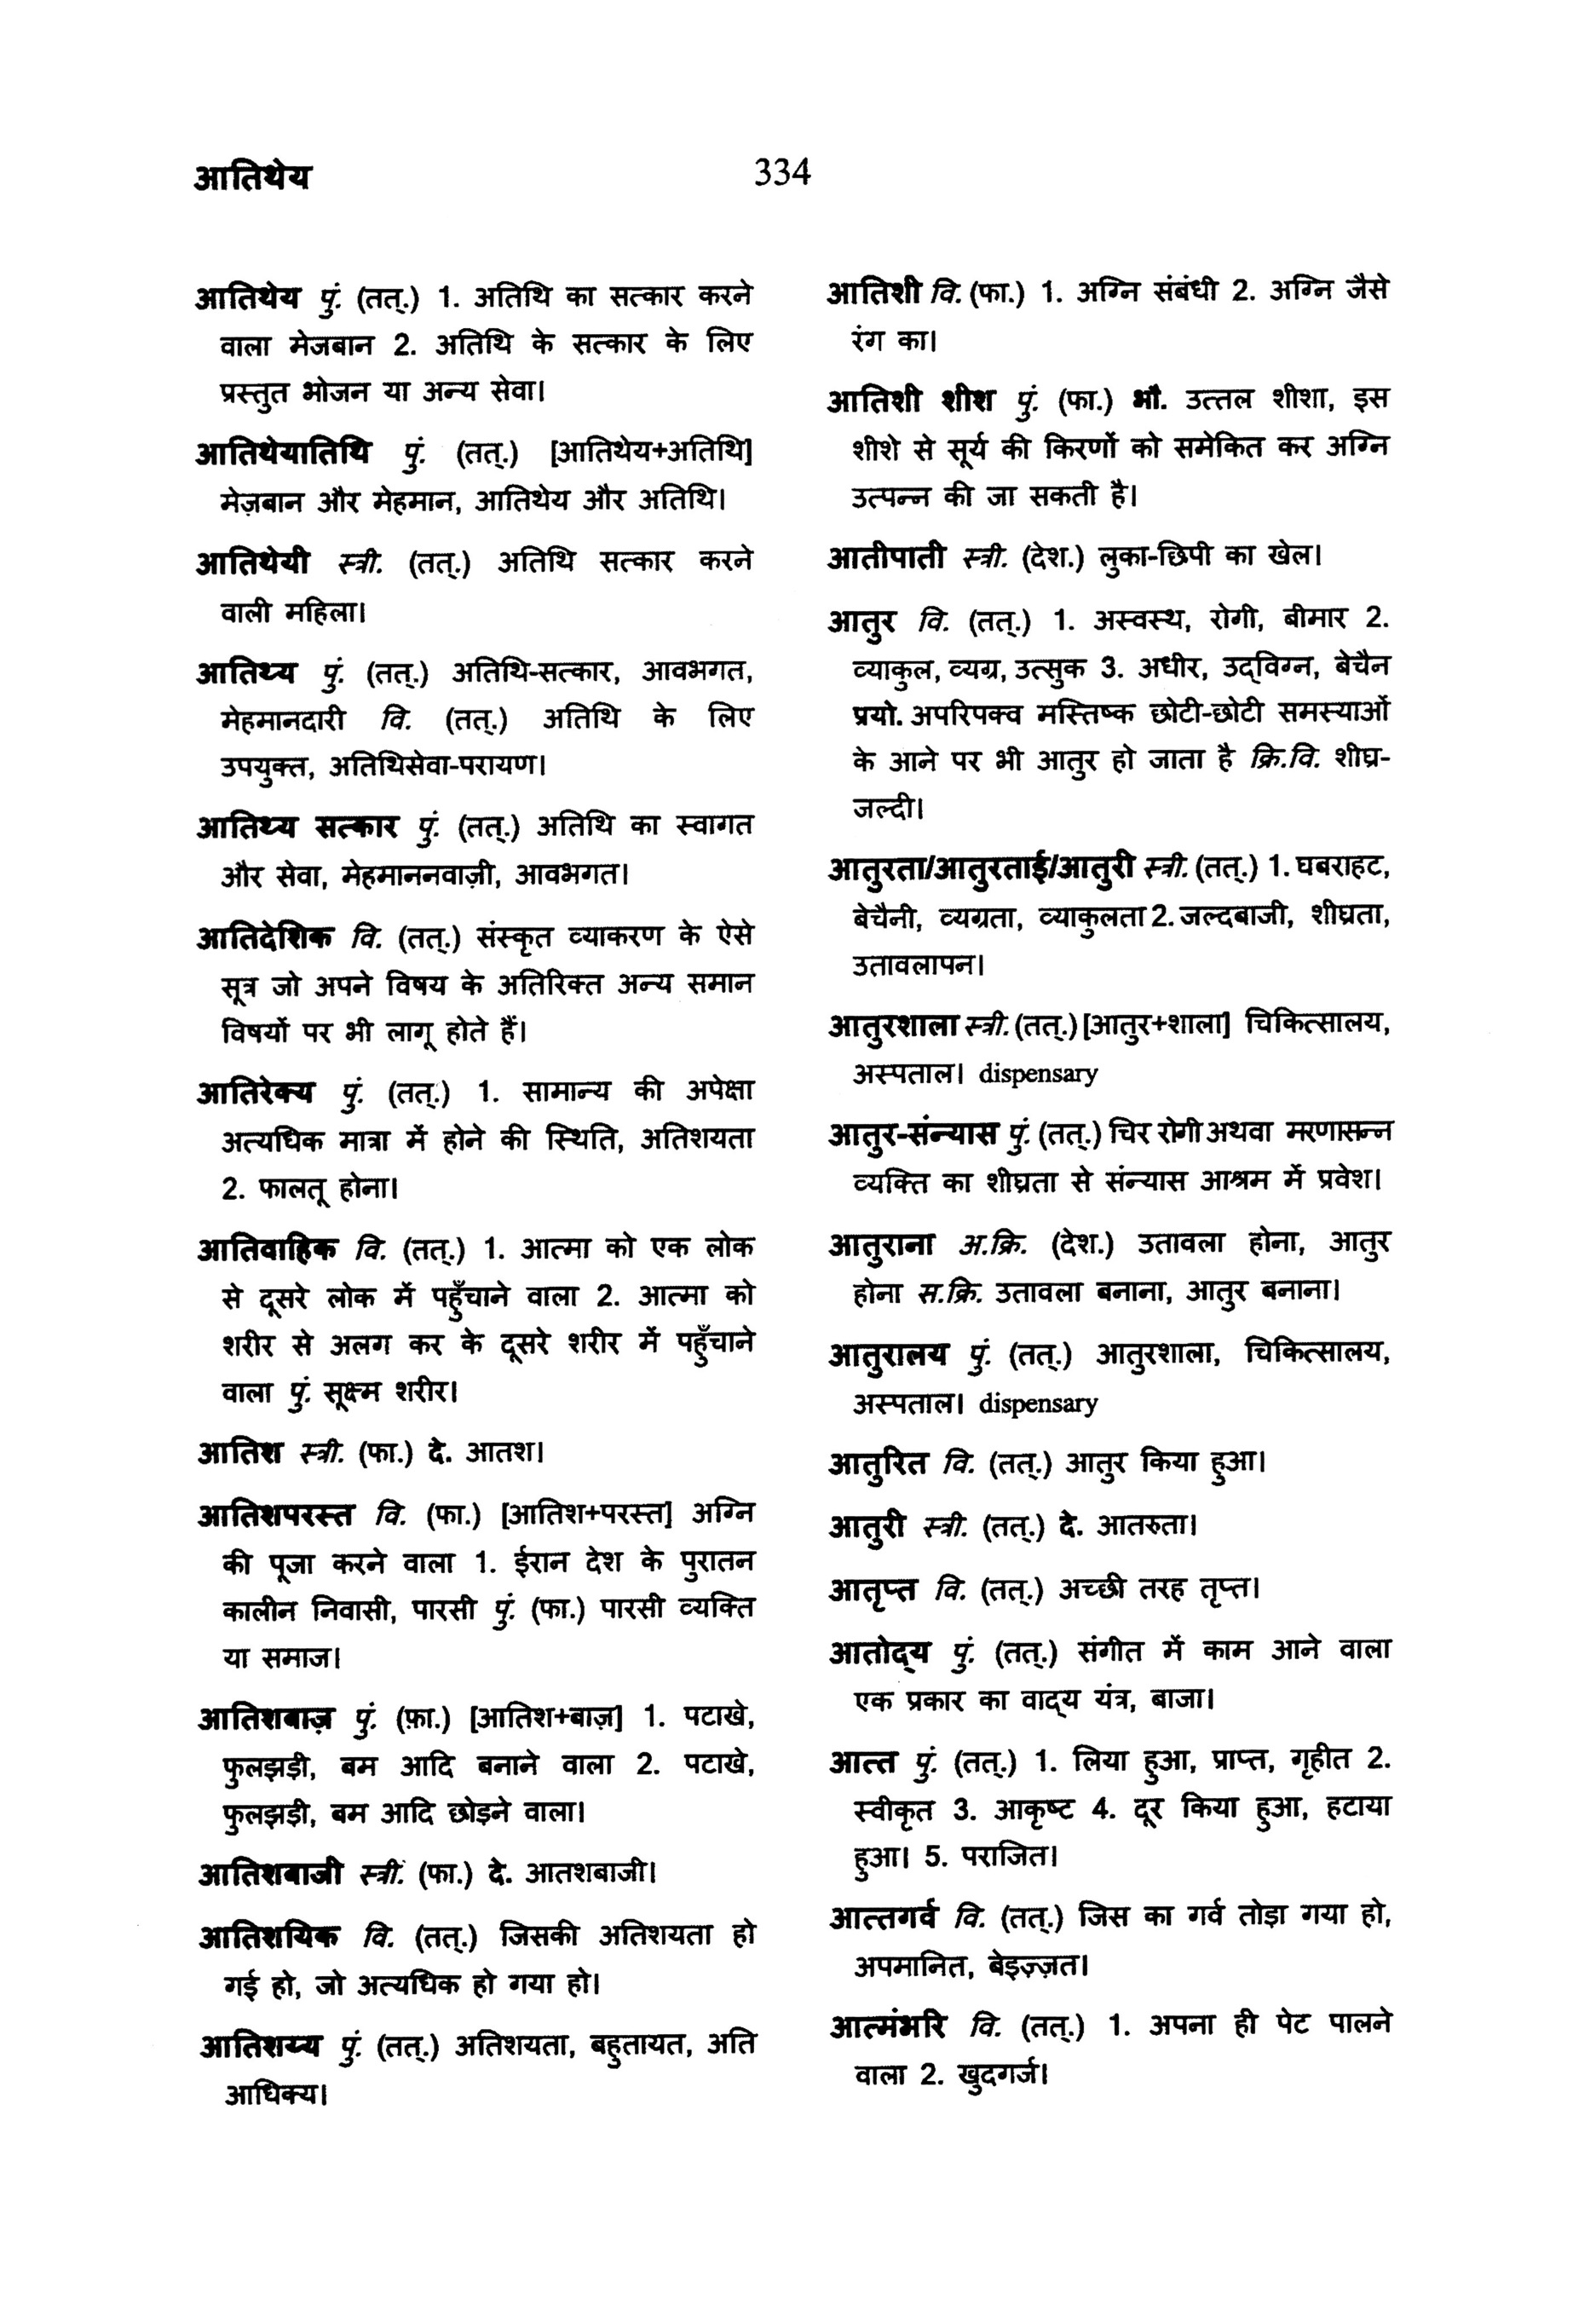 आतिथेय
334
आतिथेय पुं. (तत्.) 1. अतिथि का सत्कार करने
वाला मेजबान 2. अतिथि के सत्कार के लिए
प्रस्तुत भोजन या अन्य सेवा।
आतिथेयातिथि पुं. (तत्.) [आतिथेय+अतिथि]
मेज़बान और मेहमान, आतिथेय और अतिथि।
आतिथेयी स्त्री. (तत्.) अतिथि सत्कार करने
वाली महिला।
आतिथ्य पुं. (तत्.) अतिथि-सत्कार, आवभगत,
मेहमानदारी वि. (तत्.) अतिथि के लिए
उपयुक्त, अतिथिसेवा-परायण।
आतिथ्य सत्कार पुं. (तत्.) अतिथि का स्वागत
और सेवा, मेहमाननवाज़ी, आवभगत।
आतिदेशिक वि. (तत्.) संस्कृत व्याकरण के ऐसे
सूत्र जो अपने विषय के अतिरिक्त अन्य समान
विषयों पर भी लागू होते हैं।
आतिरेक्य पुं. (तत्.) 1. सामान्य की अपेक्षा
अत्यधिक मात्रा में होने की स्थिति, अतिशयता
2. फालतू होना।
आतिवाहिक वि. (तत्.) 1. आत्मा को एक लोक
से दूसरे लोक में पहुँचाने वाला 2. आत्मा को
शरीर से अलग कर के दूसरे शरीर में पहुँचाने
वाला पुं. सूक्ष्म शरीर।
आतिश स्त्री. (फा.) दे. आतश।
आतिशपरस्त वि. (फा.) [आतिश+परस्त] अग्नि
की पूजा करने वाला 1. ईरान देश के पुरातन
कालीन निवासी, पारसी पुं. (फा.) पारसी व्यक्ति
या समाज।
आतिशबाज़ पुं. (फ़ा.) [आतिश+बाज़] 1. पटाखे,
फुलझड़ी, बम आदि बनाने वाला 2. पटाखे,
फुलझड़ी, बम आदि छोड़ने वाला।
आतिशबाजी स्त्री. (फा.) दे. आतशबाजी।
आतिशयिक वि. (तत्.) जिसकी अतिशयता हो
गई हो, जो अत्यधिक हो गया हो।
आतिशय्य पुं. (तत्.) अतिशयता, बहुतायत, अति
आधिक्य।
आतिशी वि. (फा.) 1. अग्नि संबंधी 2. अग्नि जैसे
रंग का।
आतिशी शीश पुं. (फा.) भौ. उत्तल शीशा, इस
शीशे से सूर्य की किरणों को समेकित कर अग्नि
उत्पन्न की जा सकती है।
आतीपाती स्त्री. (देश.) लुका-छिपी का खेल।
आतुर वि. (तत्.) 1. अस्वस्थ, रोगी, बीमार 2.
व्याकुल, व्यग्र, उत्सुक 3. अधीर, उद्‌विग्न, बेचैन
प्रयो. अपरिपक्व मस्तिष्क छोटी-छोटी समस्याओं
के आने पर भी आतुर हो जाता है क्रि.वि. शीघ्र-
जल्दी।
आतुरता/आतुरताई/आतुरी स्त्री. (तत्.) 1. घबराहट,
बेचैनी, व्यग्रता, व्याकुलता 2. जल्दबाजी, शीघ्रता,
उतावलापन।
आतुरशाला स्त्री. (तत्.) [आतुर+शाला] चिकित्सालय,
अस्पताल। dispensary
आतुर-संन्यास पुं. (तत्.) चिर रोगी अथवा मरणासन्न
व्यक्ति का शीघ्रता से संन्यास आश्रम में प्रवेश।
आतुराना अ.क्रि. (देश.) उतावला होना, आतुर
होना स.क्रि. उतावला बनाना, आतुर बनाना।
आतुरालय पुं. (तत्.) आतुरशाला, चिकित्सालय,
अस्पताल। dispensary
आतुरित वि. (तत्.) आतुर किया हुआ।
आतुरी स्त्री. (तत्.) दे. आतरुता।
आतृप्त वि. (तत्.) अच्छी तरह तृप्त।
आतोद्‌य पुं. (तत्.) संगीत में काम आने वाला
एक प्रकार का वाद्‌य यंत्र, बाजा।
आत्त पुं. (तत्.) 1. लिया हुआ, प्राप्त, गृहीत 2.
स्वीकृत 3. आकृष्ट 4. दूर किया हुआ, हटाया
हुआ। 5. पराजित।
आत्तगर्व वि. (तत्.) जिस का गर्व तोड़ा गया हो,
अपमानित, बेइज़्ज़त।
आत्मंभरि वि. (तत्.) 1. अपना ही पेट पालने
वाला 2. खुदगर्ज।